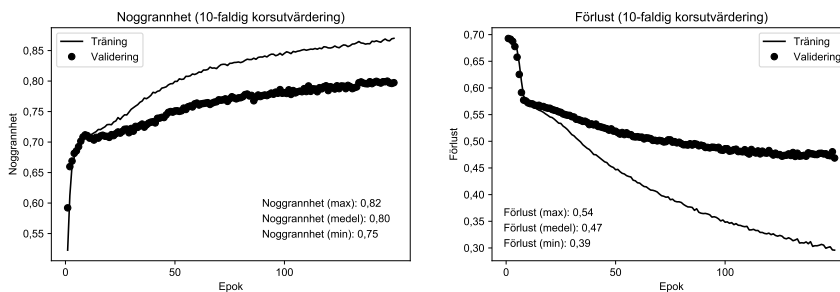 Noggrannhet (10-faldig korsutvärdering)
Träning
Validering
Noggrannhet
0,85
0,80
0,75
0,70
0,65
0,60
0,55
Noggrannhet (max): 0,82
Noggrannhet (medel): 0,80
Noggrannhet (min): 0,75
0
50
100
Epok
Förlust (10-faldig korsutvärdering)
Träning
Validering
Förlust
0,70
0,65
0,60
0,55
0,50
0,45
0,40
0,35
0,30
Förlust (max): 0,54
Förlust (medel): 0,47
Förlust (min): 0,39
0
50
100
Epok